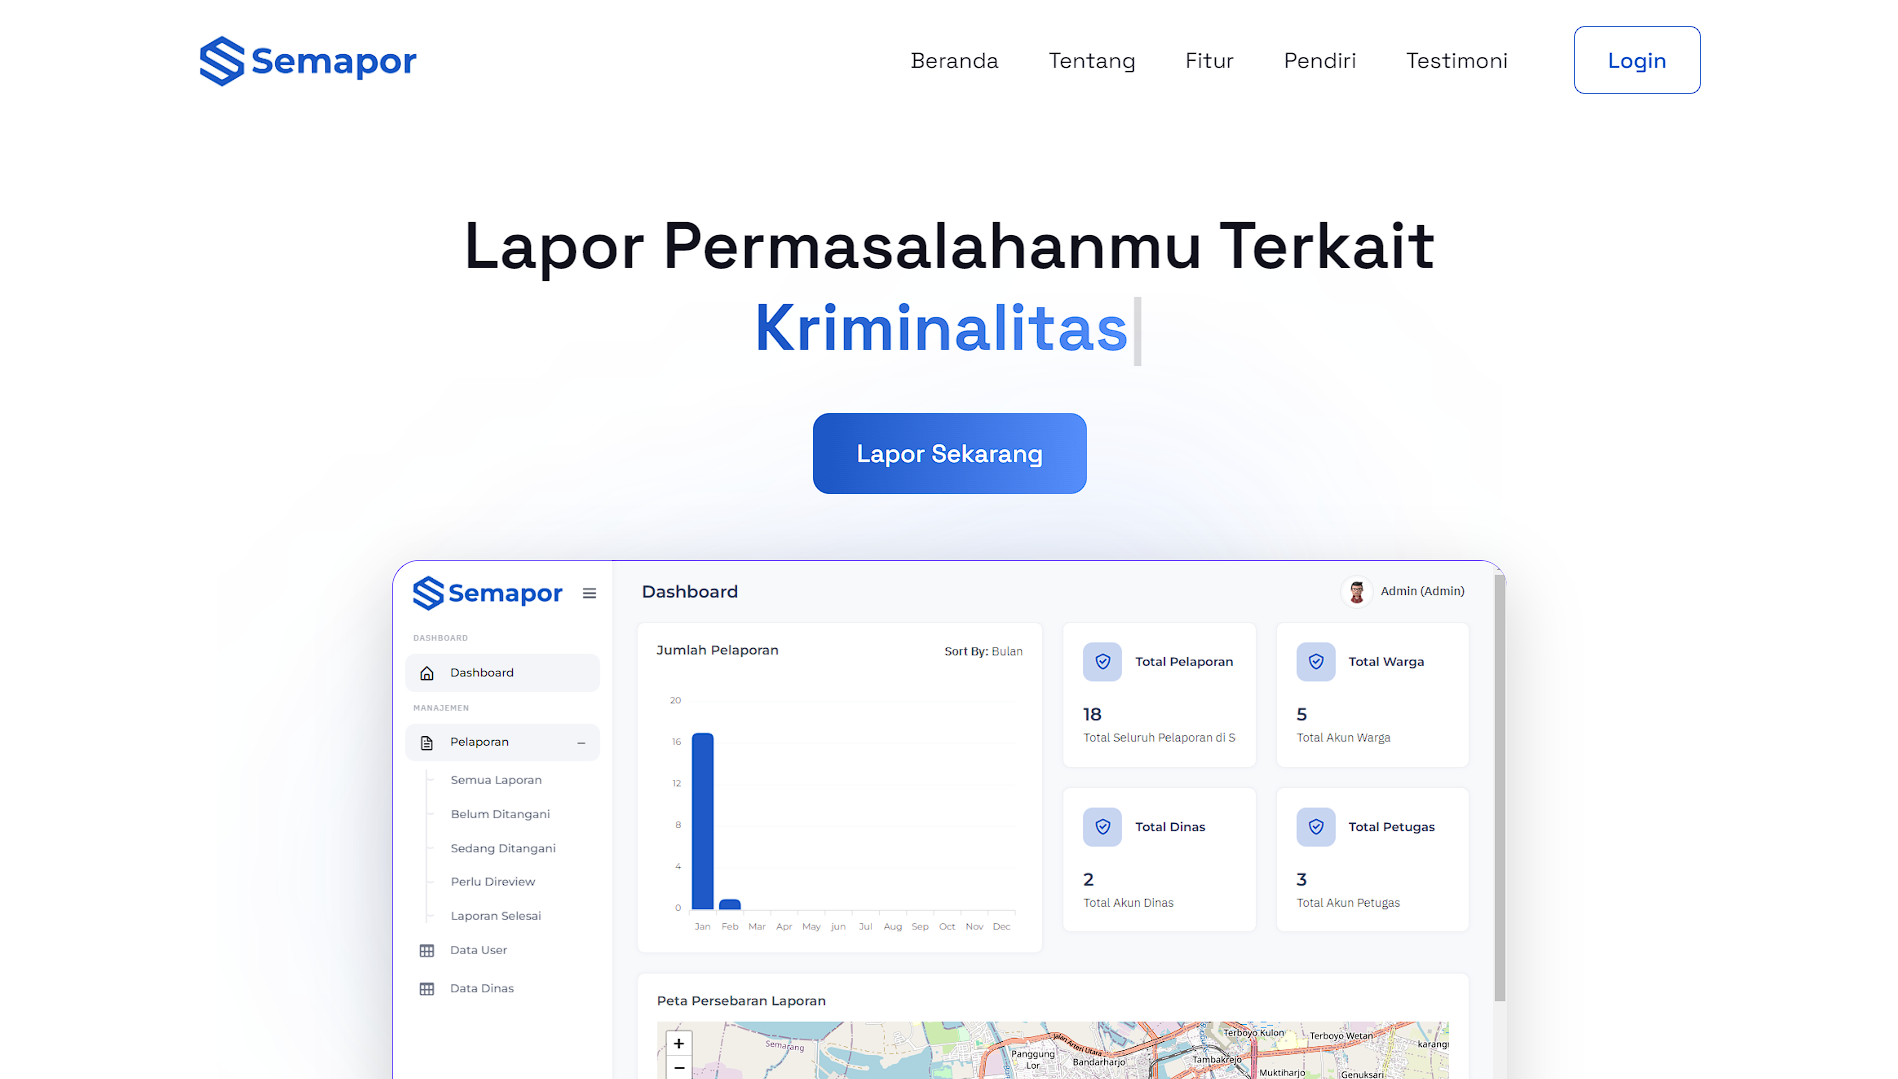 Semapor
Beranda
Tentang
Fitur
Pendiri
Testimoni
Login
Lapor Permasalahanmu Terkait
Kriminalitas
Lapor Sekarang
Semapor
DASHBOARD
Dashboard
MANAJEMEN
Pelaporan
Semua Laporan
Belum Ditangani
Sedang Ditangani
Perlu Direview
Laporan Selesai
Data User
Data Dinas
Dashboard
Admin (Admin)
Jumlah Pelaporan
Sort By: Bulan
20
16
12
8
4
0
Jan Feb Mar Apr May jun Jul Aug Sep Oct Nov Dec
Total Pelaporan
18
Total Seluruh Pelaporan di S
Total Warga
5
Total Akun Warga
Total Dinas
2
Total Akun Dinas
Total Petugas
3
Total Akun Petugas
Peta Persebaran Laporan
+
−
Semarang
Panggung
Lor
Jalan Arteri Utara
Bandarharjo
Terboyo Kulon
Terboyo Wetan
Tambakrejo
karang
Muktiharjo
Genuksari